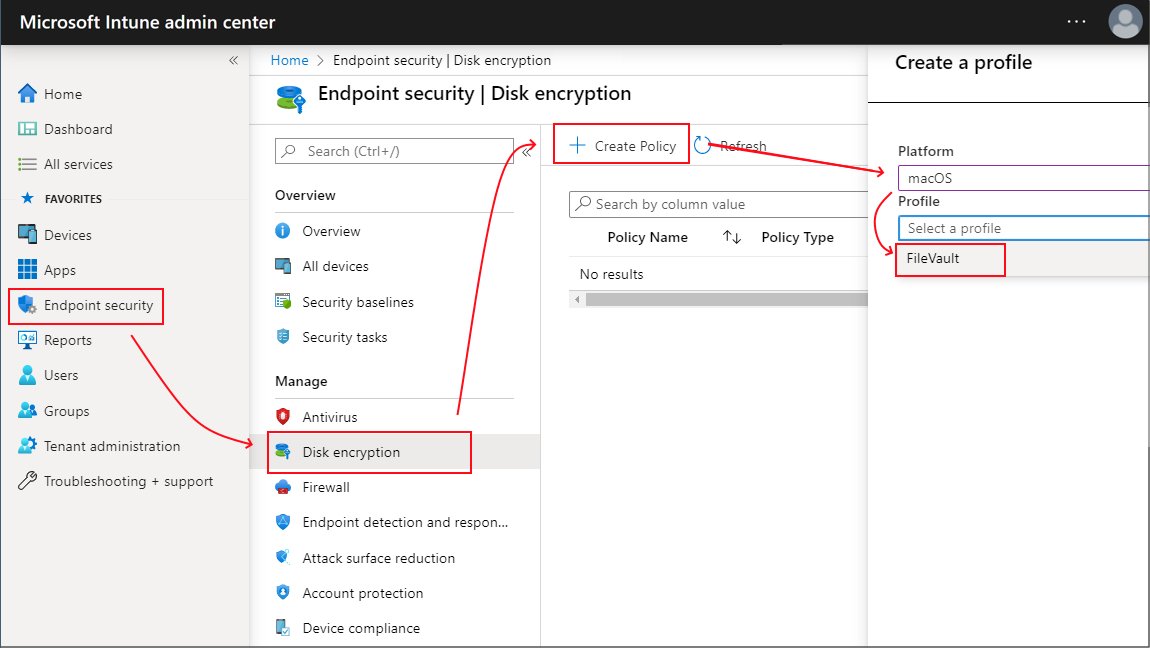 Microsoft Intune admin center
Home
Dashboard
All services
FAVORITES
Devices
Apps
Endpoint security
Reports
Users
Groups
Tenant administration
Troubleshooting + support
Home > Endpoint security | Disk encryption
Endpoint security | Disk encryption
Search (Ctrl+/)
Overview
Overview
All devices
Security baselines
Security tasks
Manage
Antivirus
Disk encryption
Firewall
Endpoint detection and respon...
Attack surface reduction
Account protection
Device compliance
Create Policy
Refresh
Search by column value
Policy Name
Policy Type
No results
Create a profile
Platform
macOS
Profile
Select a profile
FileVault